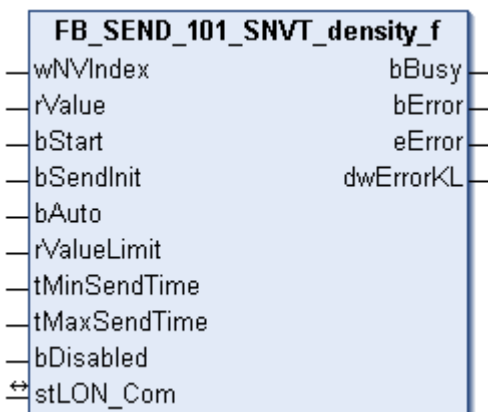 FB_SEND_101_SNVT_density_f
wNVIndex bBusy
rValue bError
bStart eError
bSendInit dwErrorKL
bAuto
rValueLimit
tMinSendTime
tMaxSendTime
bDisabled
stLON_Com